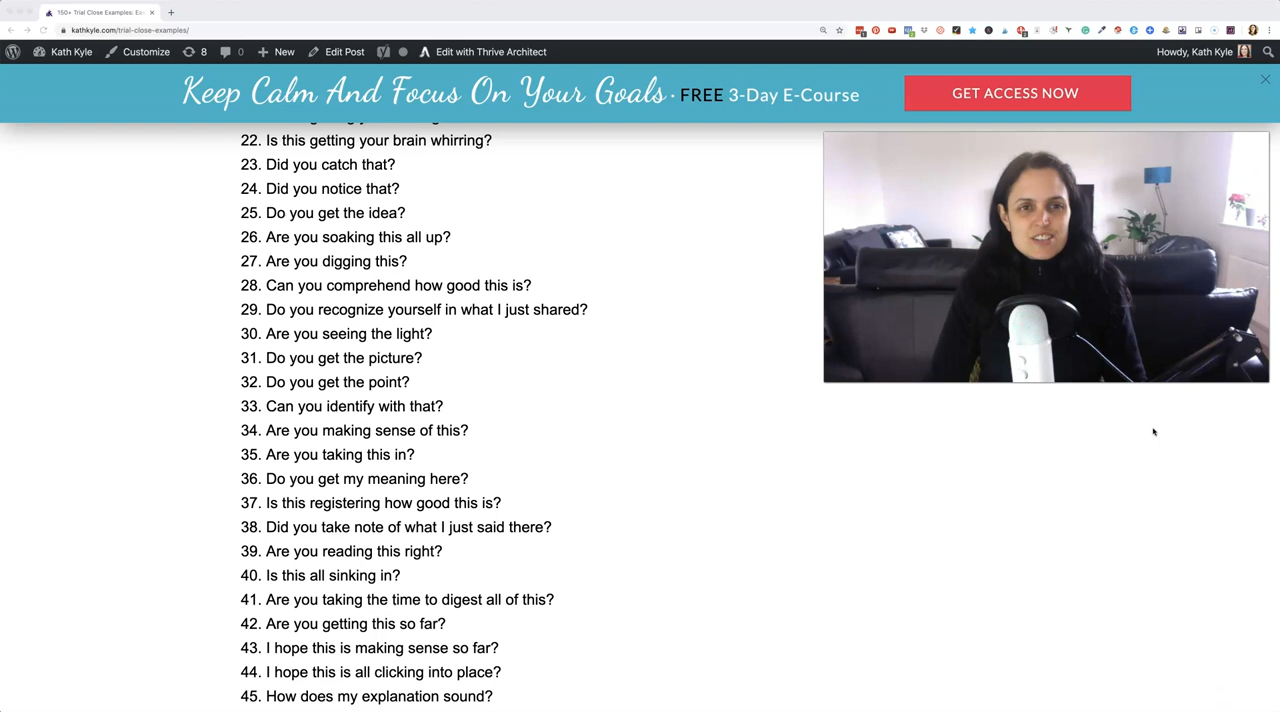 150+ Trial Close Examples: Ex
kathkyle.com/trial-close-examples/
Kath Kyle Customize 8 0 New Edit Post Edit with Thrive Architect Howdy, Kath Kyle
Keep Calm And Focus On Your Goals · FREE 3-Day E-Course GET ACCESS NOW
22. Is this getting your brain whirring?
23. Did you catch that?
24. Did you notice that?
25. Do you get the idea?
26. Are you soaking this all up?
27. Are you digging this?
28. Can you comprehend how good this is?
29. Do you recognize yourself in what I just shared?
30. Are you seeing the light?
31. Do you get the picture?
32. Do you get the point?
33. Can you identify with that?
34. Are you making sense of this?
35. Are you taking this in?
36. Do you get my meaning here?
37. Is this registering how good this is?
38. Did you take note of what I just said there?
39. Are you reading this right?
40. Is this all sinking in?
41. Are you taking the time to digest all of this?
42. Are you getting this so far?
43. I hope this is making sense so far?
44. I hope this is all clicking into place?
45. How does my explanation sound?